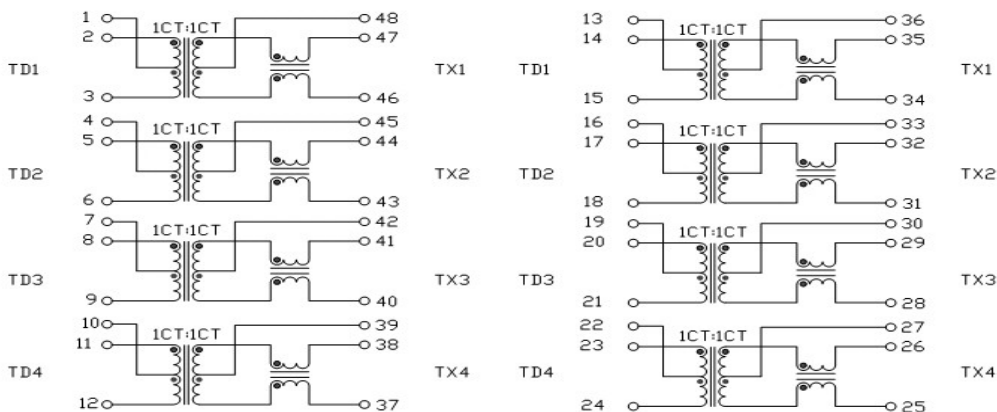 1 1CT:1CT 48
2 47
TD1 TX1
3 46
4 1CT:1CT 45
5 44
TD2 TX2
6 43
7 1CT:1CT 42
8 41
TD3 TX3
9 40
10 1CT:1CT 39
11 38
TD4 TX4
12 37
13 1CT:1CT 36
14 35
TD1 TX1
15 34
16 1CT:1CT 33
17 32
TD2 TX2
18 31
19 1CT:1CT 30
20 29
TD3 TX3
21 28
22 1CT:1CT 27
23 26
TD4 TX4
24 25